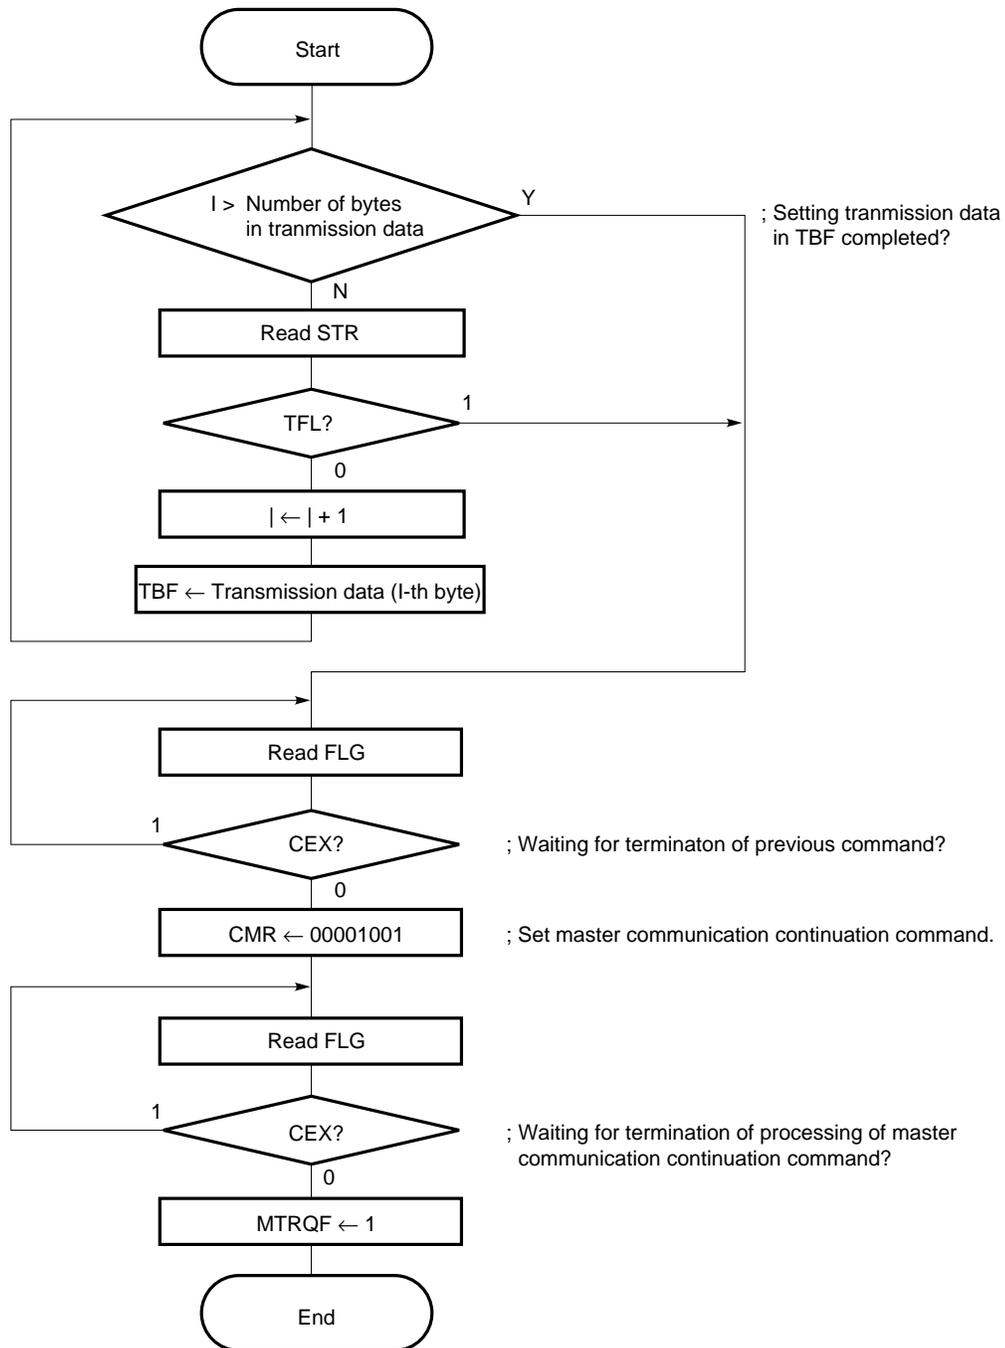 Start
I > Number of bytes
in tranmission data
Y
; Setting tranmission data
in TBF completed?
N
Read STR
TFL?
1
0
| ← | + 1
TBF ← Transmission data (I-th byte)
Read FLG
1
CEX?
; Waiting for terminaton of previous command?
0
CMR ← 00001001
; Set master communication continuation command.
Read FLG
1
CEX?
; Waiting for termination of processing of master
communication continuation command?
0
MTRQF ← 1
End